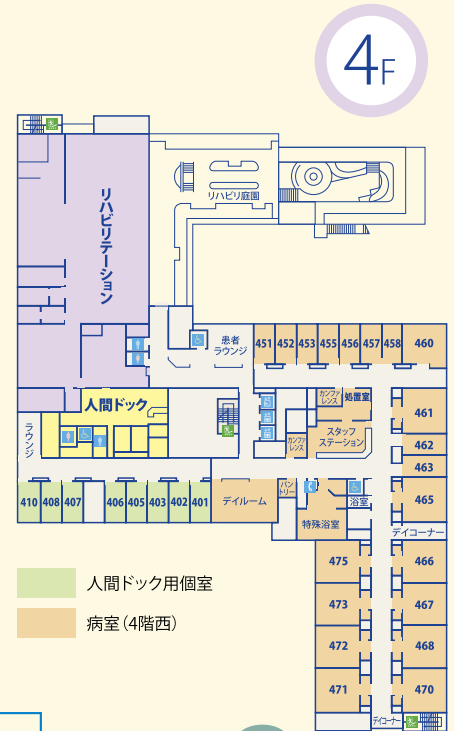 4F
リハビリ庭園
リハビリテーション
患者
ラウンジ
451 452 453 455 456 457 458 460
人間ドック
カンファ
レンス
処置室
461
スタッフ
ステーション
カンファ
レンス
462
463
ラウンジ
410 408 407 406 405 403 402 401
デイルーム
パン
トリー
浴室
465
特殊浴室
デイコーナー
475 466
473 467
472 468
471 470
デイコーナー
人間ドック用個室
病室（4階西）